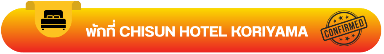 พักที่ CHISUN HOTEL KORIYAMA
CONFIRMED